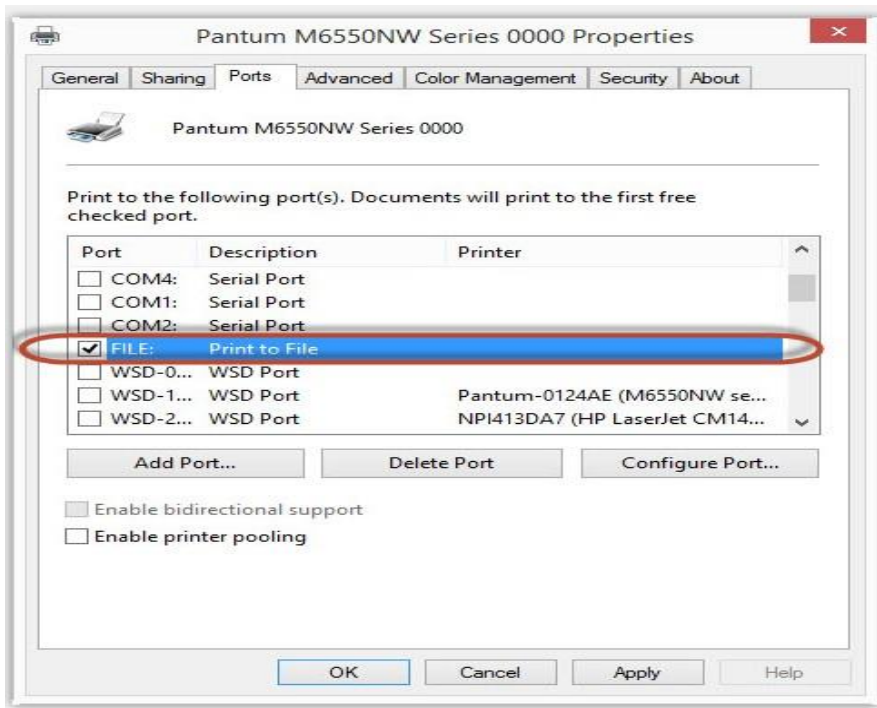 Pantum M6550NW Series 0000 Properties
General Sharing Ports Advanced Color Management Security About
Pantum M6550NW Series 0000
Print to the following port(s). Documents will print to the first free
checked port.
Port Description Printer
COM4: Serial Port
COM1: Serial Port
COM2: Serial Port
FILE: Print to File
WSD-0... WSD Port
WSD-1... WSD Port Pantum-0124AE (M6550NW se...
WSD-2... WSD Port NPI413DA7 (HP LaserJet CM14...
Add Port... Delete Port Configure Port...
Enable bidirectional support
Enable printer pooling
OK Cancel Apply Help